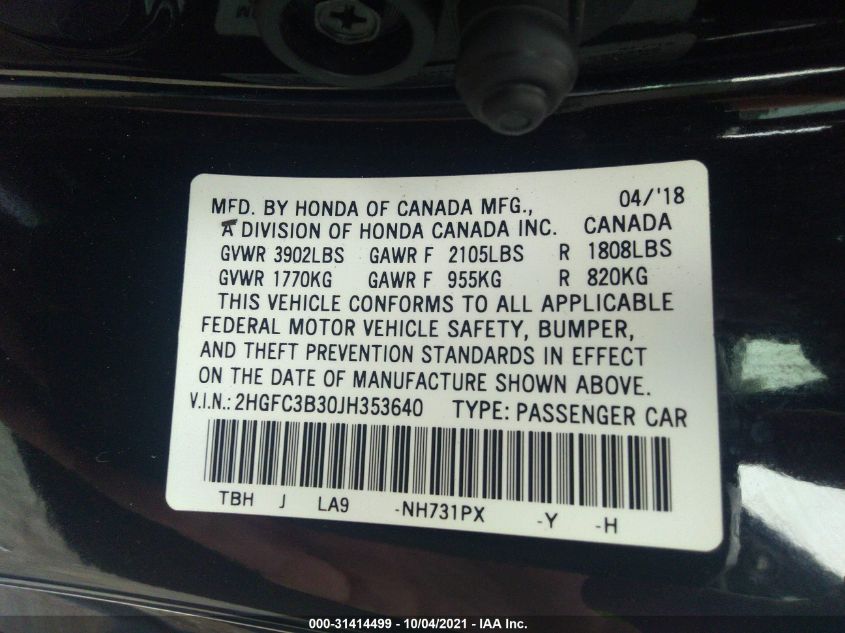 MFD. BY HONDA OF CANADA MFG., 04/'18
A DIVISION OF HONDA CANADA INC. CANADA
GVWR 3902LBS GAWR F 2105LBS R 1808LBS
GVWR 1770KG GAWR F 955KG R 820KG
THIS VEHICLE CONFORMS TO ALL APPLICABLE
FEDERAL MOTOR VEHICLE SAFETY, BUMPER,
AND THEFT PREVENTION STANDARDS IN EFFECT
ON THE DATE OF MANUFACTURE SHOWN ABOVE.
V.I.N.: 2HGFC3B30JH353640 TYPE: PASSENGER CAR
TBH J LA9 -NH731PX -Y -H
000-31414499 - 10/04/2021 - IAA Inc.